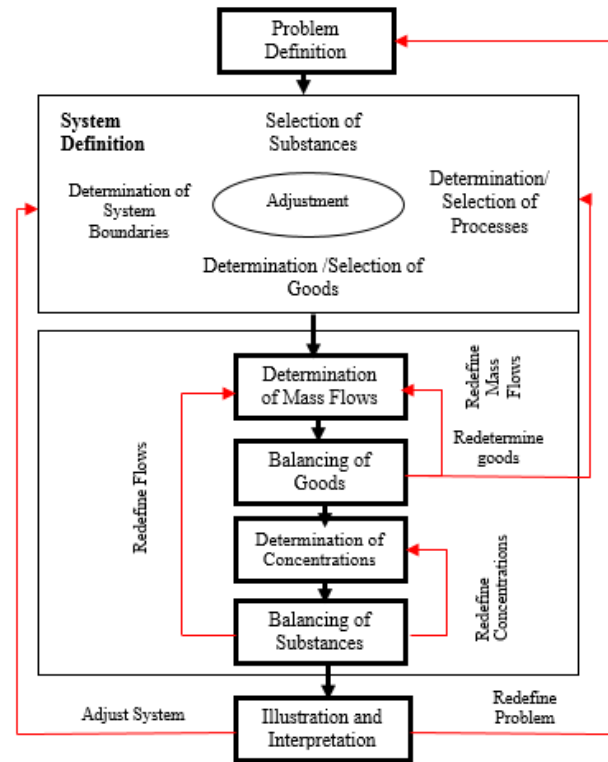 Problem
Definition
System
Definition
Selection of
Substances
Determination of
System
Boundaries
Adjustment
Determination/
Selection of
Processes
Determination /Selection of
Goods
Determination
of Mass Flows
Redefine
Mass
Flows
Redetermine
goods
Balancing of
Goods
Redefine Flows
Determination of
Concentrations
Redefine
Concentrations
Balancing of
Substances
Adjust System
Illustration and
Interpretation
Redefine
Problem